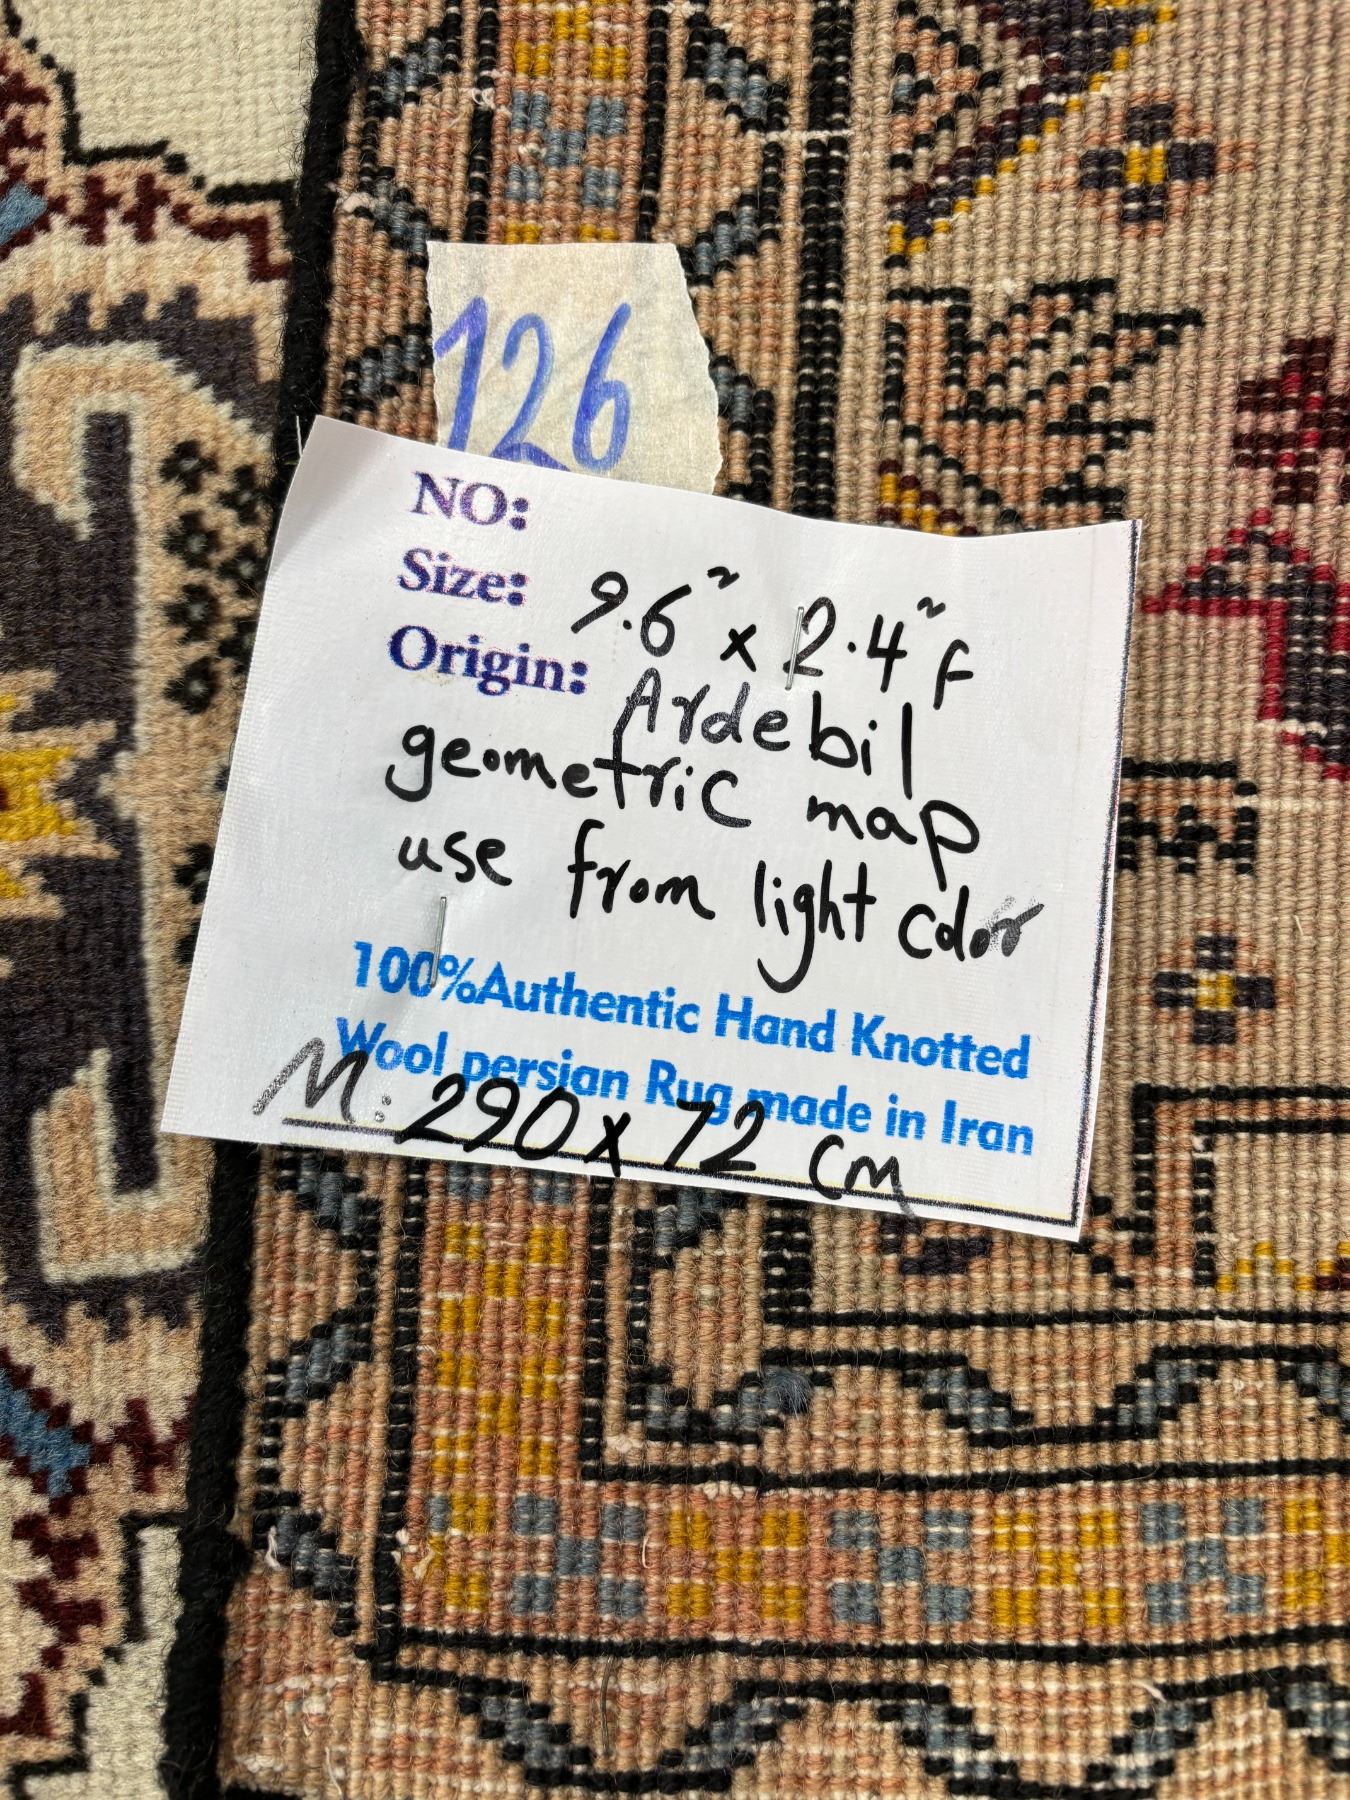 126
NO:
Size: 9.6" x 2.4" f
Origin: Ardebil
geometric map
use from light color
100%Authentic Hand Knotted
Wool persian Rug made in Iran
M: 290 x 72 cm